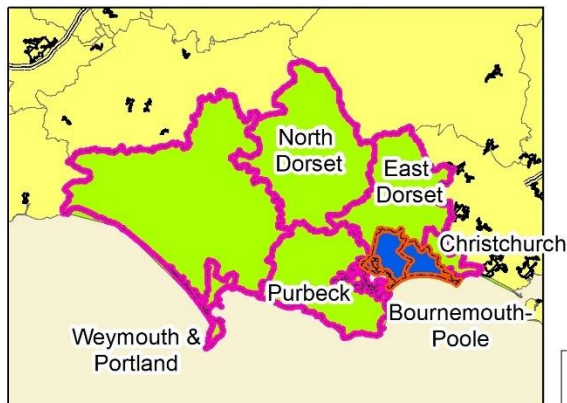 North
Dorset
East
Dorset
Christchurch
Purbeck
Bournemouth-
Poole
Weymouth &
Portland